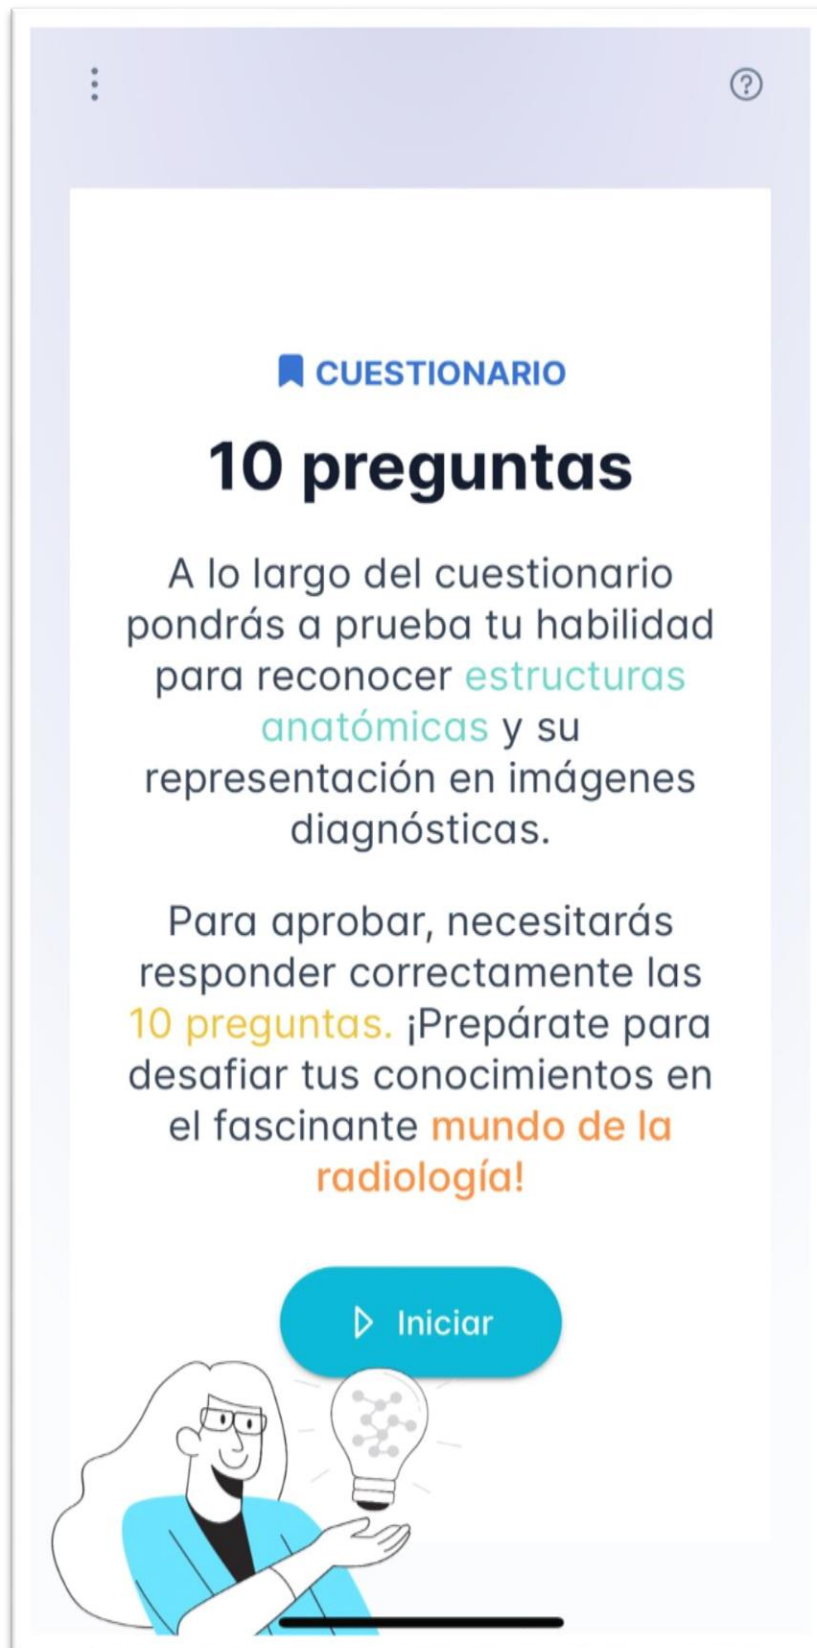 CUESTIONARIO
10 preguntas
A lo largo del cuestionario
pondrás a prueba tu habilidad
para reconocer estructuras
anatómicas y su
representación en imágenes
diagnósticas.
Para aprobar, necesitarás
responder correctamente las
10 preguntas. ¡Prepárate para
desafiar tus conocimientos en
el fascinante mundo de la
radiología!
Iniciar